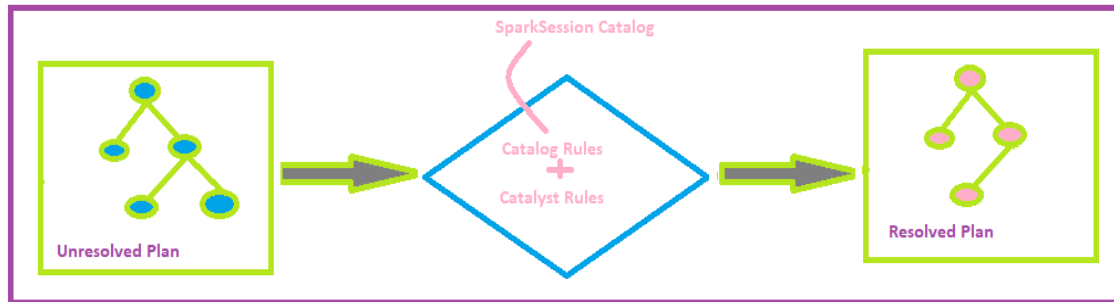 SparkSession Catalog
Unresolved Plan
Catalog Rules
+
Catalyst Rules
Resolved Plan